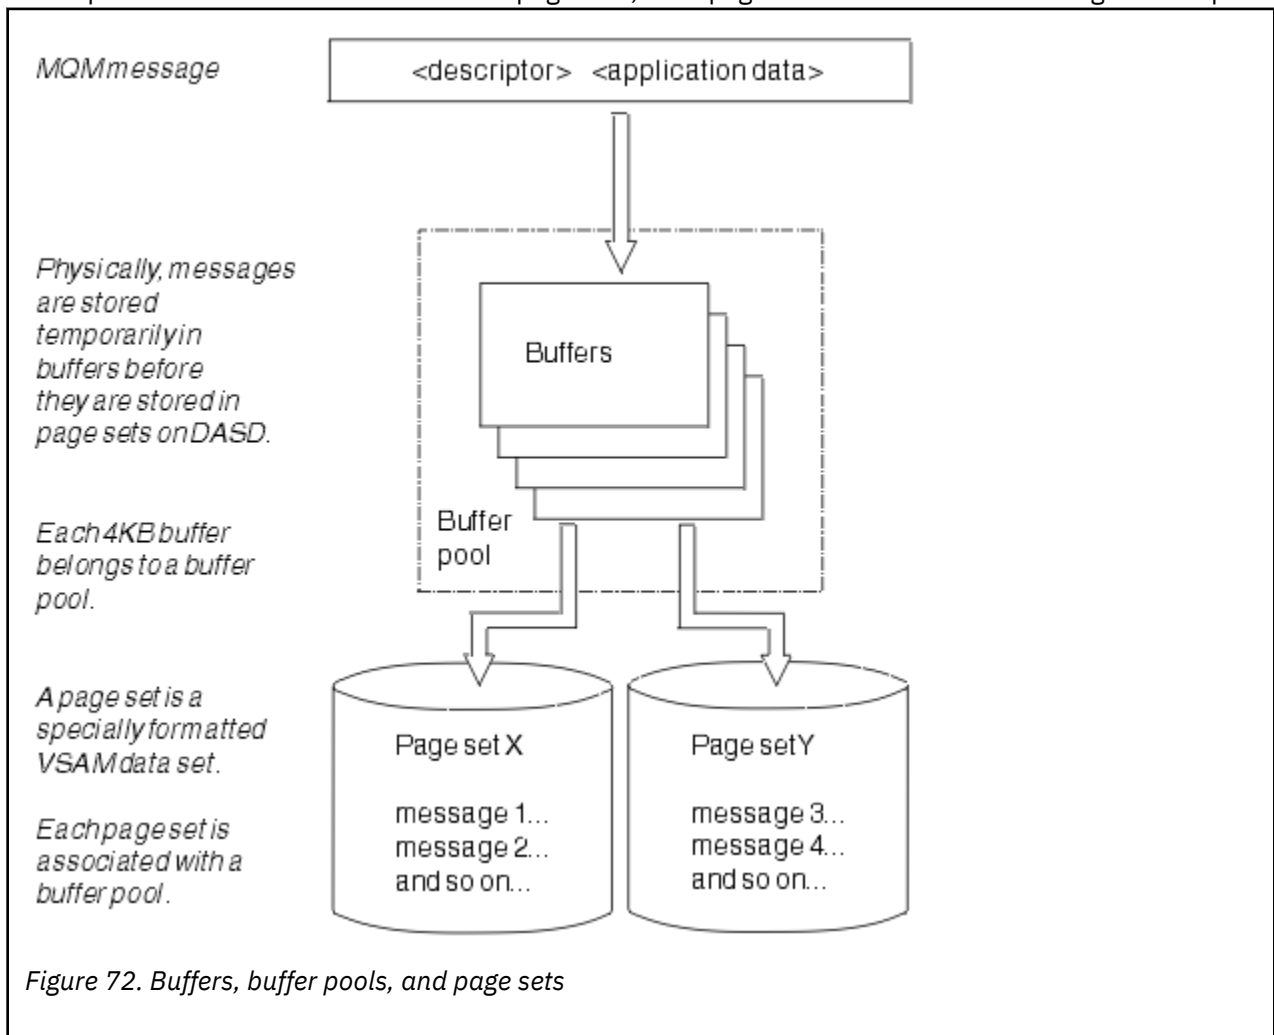 MQM message
<descriptor> <application data>
Physically, messages
are stored
temporarily in
buffers before
they are stored in
page sets on DASD.
Buffers
Each 4KB buffer
belongs to a buffer
pool.
Buffer
pool
A page set is a
specially formatted
VSAM data set.
Each page set is
associated with a
buffer pool.
Page set X
message 1...
message 2...
and so on...
Page set Y
message 3...
message 4...
and so on...
Figure 72. Buffers, buffer pools, and page sets